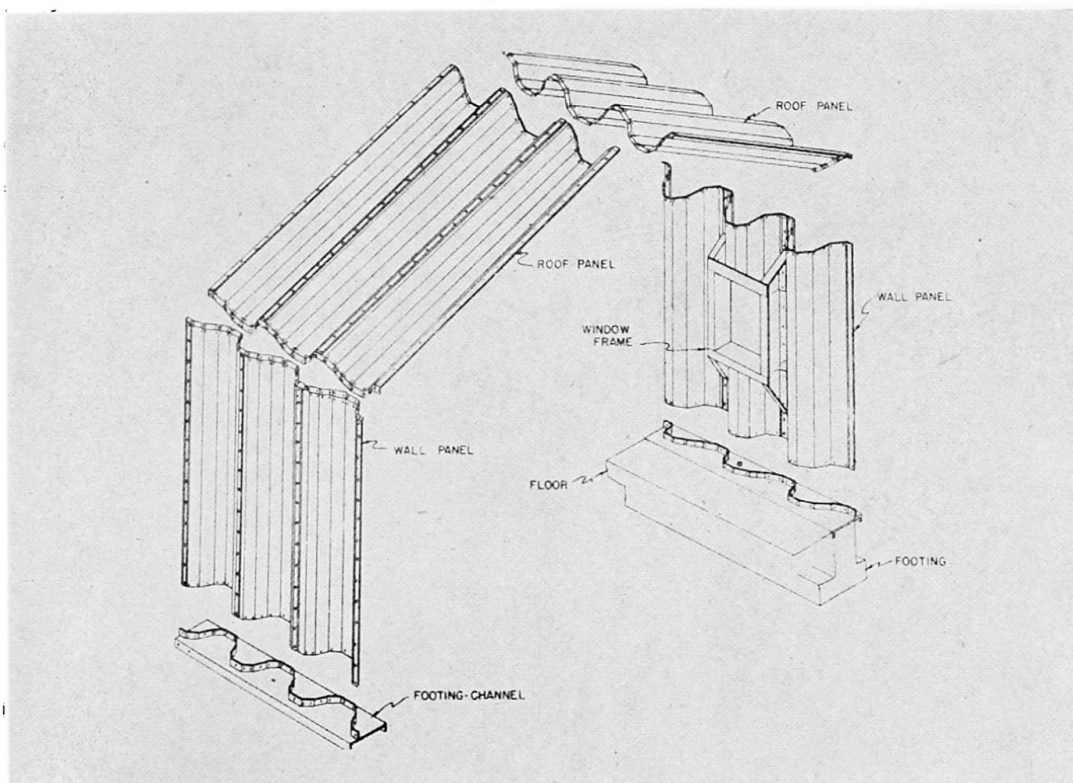 ROOF PANEL
ROOF PANEL
WALL PANEL
WINDOW
FRAME
WALL PANEL
FLOOR
FOOTING
FOOTING-CHANNEL